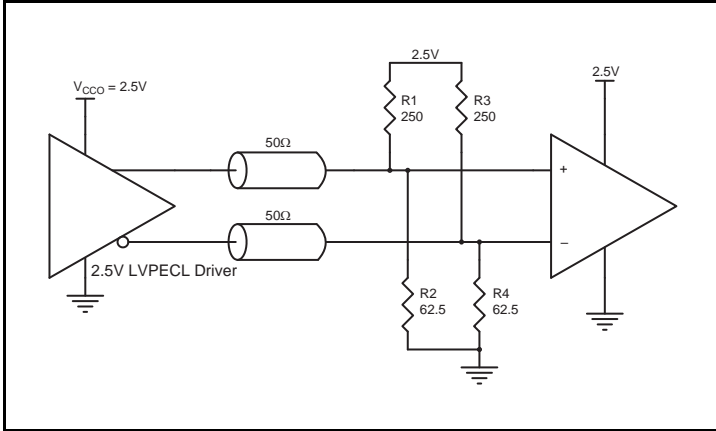 2.5V
V_CCO = 2.5V
2.5V
R1
250
R3
250
50Ω
+
50Ω
–
2.5V LVPECL Driver
R2
62.5
R4
62.5